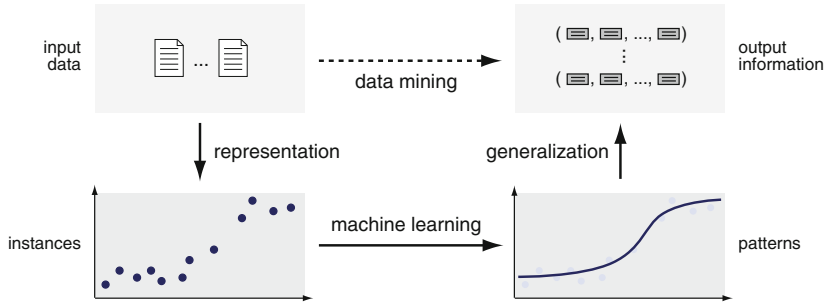 input
data
...
data mining
( , , ..., )
⋮
( , , ..., )
output
information
representation
generalization
instances
machine learning
patterns